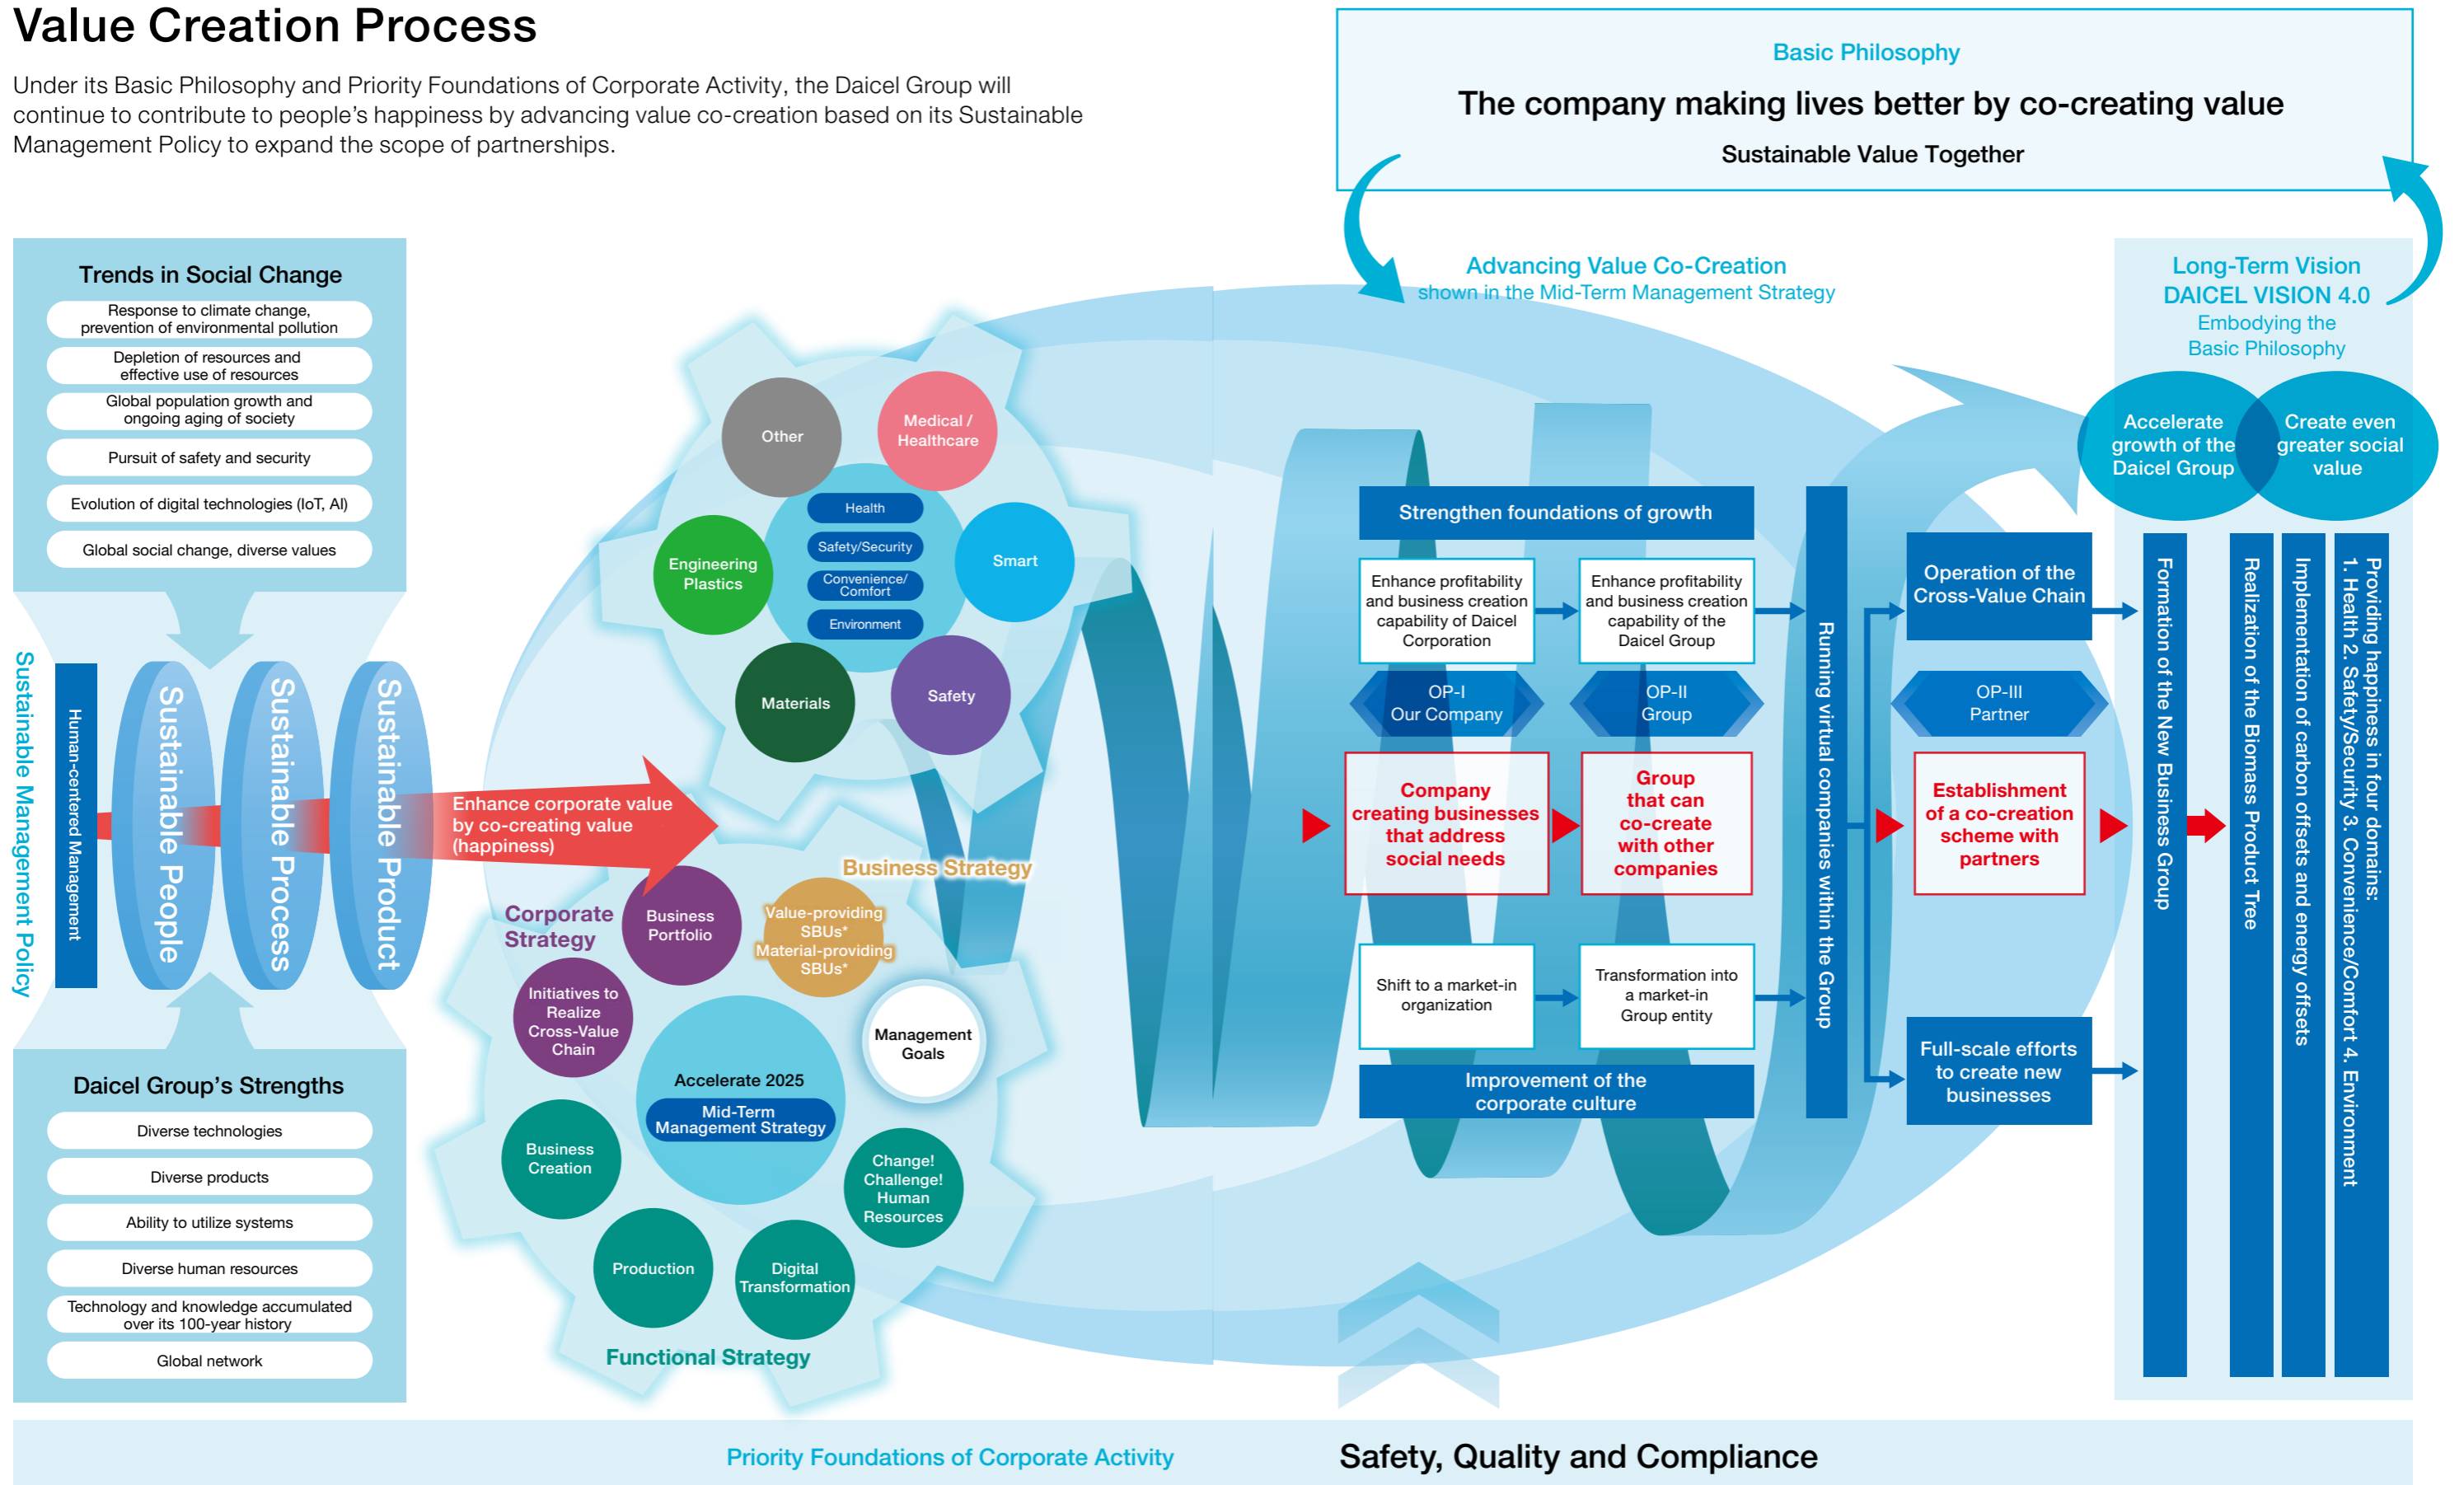 Value Creation Process
Under its Basic Philosophy and Priority Foundations of Corporate Activity, the Daicel Group will
continue to contribute to people’s happiness by advancing value co-creation based on its Sustainable
Management Policy to expand the scope of partnerships.
Basic Philosophy
The company making lives better by co-creating value
Sustainable Value Together
Trends in Social Change
Response to climate change,
prevention of environmental pollution
Depletion of resources and
effective use of resources
Global population growth and
ongoing aging of society
Pursuit of safety and security
Evolution of digital technologies (IoT, AI)
Global social change, diverse values
Sustainable Management Policy
Human-centered Management
Sustainable People
Sustainable Process
Sustainable Product
Enhance corporate value
by co-creating value
(happiness)
Daicel Group’s Strengths
Diverse technologies
Diverse products
Ability to utilize systems
Diverse human resources
Technology and knowledge accumulated
over its 100-year history
Global network
Other
Medical /
Healthcare
Engineering
Plastics
Smart
Materials
Safety
Health
Safety/Security
Convenience/
Comfort
Environment
Business Strategy
Corporate
Strategy
Business
Portfolio
Value-providing
SBUs*
Material-providing
SBUs*
Initiatives to
Realize
Cross-Value
Chain
Management
Goals
Accelerate 2025
Mid-Term
Management Strategy
Business
Creation
Change!
Challenge!
Human
Resources
Production
Digital
Transformation
Functional Strategy
Advancing Value Co-Creation
shown in the Mid-Term Management Strategy
Strengthen foundations of growth
Enhance profitability
and business creation
capability of Daicel
Corporation
Enhance profitability
and business creation
capability of the
Daicel Group
OP-I
Our Company
OP-II
Group
Company
creating businesses
that address
social needs
Group
that can
co-create
with other
companies
Shift to a market-in
organization
Transformation into
a market-in
Group entity
Improvement of the
corporate culture
Running virtual companies within the Group
Operation of the
Cross-Value Chain
OP-III
Partner
Establishment
of a co-creation
scheme with
partners
Full-scale efforts
to create new
businesses
Long-Term Vision
DAICEL VISION 4.0
Embodying the
Basic Philosophy
Accelerate
growth of the
Daicel Group
Create even
greater social
value
Formation of the New Business Group
Realization of the Biomass Product Tree
Implementation of carbon offsets and energy offsets
Providing happiness in four domains:
1. Health 2. Safety/Security 3. Convenience/Comfort 4. Environment
Priority Foundations of Corporate Activity
Safety, Quality and Compliance